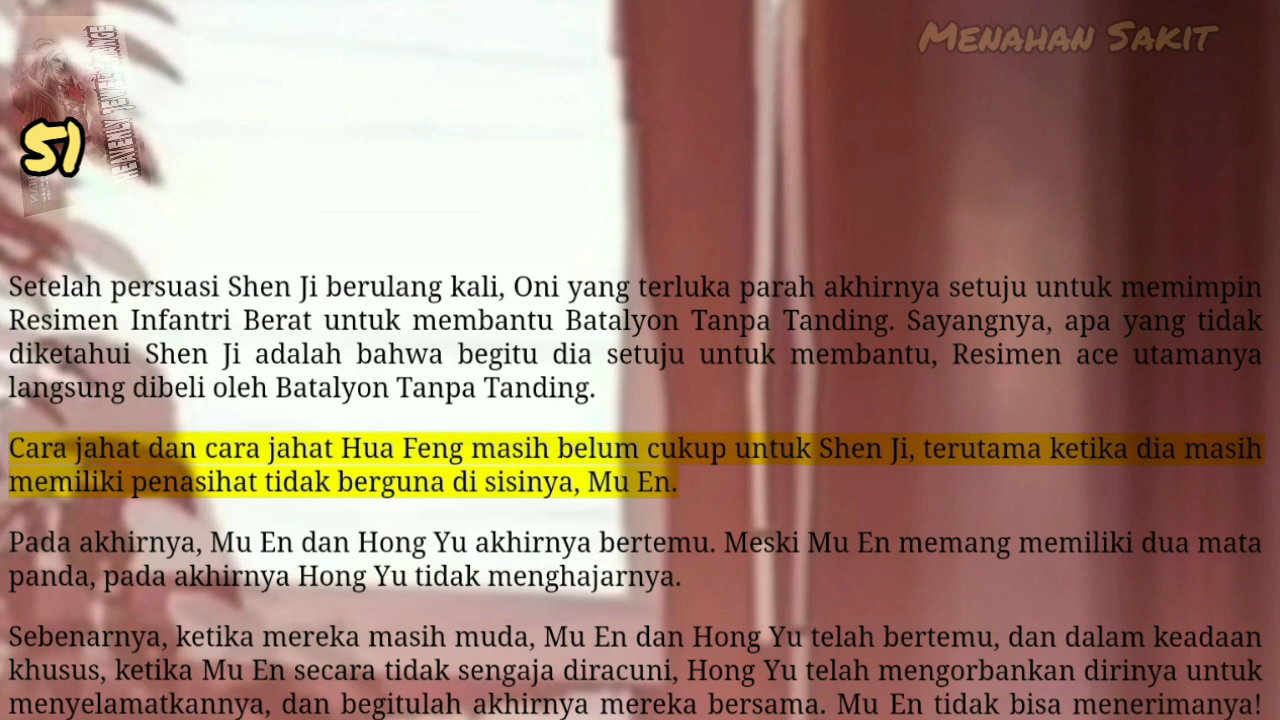 Menahan Sakit
HEAVENLY JEWEL
51
Setelah persuasi Shen Ji berulang kali, Oni yang terluka parah akhirnya setuju untuk memimpin
Resimen Infantri Berat untuk membantu Batalyon Tanpa Tanding. Sayangnya, apa yang tidak
diketahui Shen Ji adalah bahwa begitu dia setuju untuk membantu, Resimen ace utamanya
langsung dibeli oleh Batalyon Tanpa Tanding.
Cara jahat dan cara jahat Hua Feng masih belum cukup untuk Shen Ji, terutama ketika dia masih
memiliki penasihat tidak berguna di sisinya, Mu En.
Pada akhirnya, Mu En dan Hong Yu akhirnya bertemu. Meski Mu En memang memiliki dua mata
panda, pada akhirnya Hong Yu tidak menghajarnya.
Sebenarnya, ketika mereka masih muda, Mu En dan Hong Yu telah bertemu, dan dalam keadaan
khusus, ketika Mu En secara tidak sengaja diracuni, Hong Yu telah mengorbankan dirinya untuk
menyelamatkannya, dan begitulah akhirnya mereka bersama. Mu En tidak bisa menerimanya!